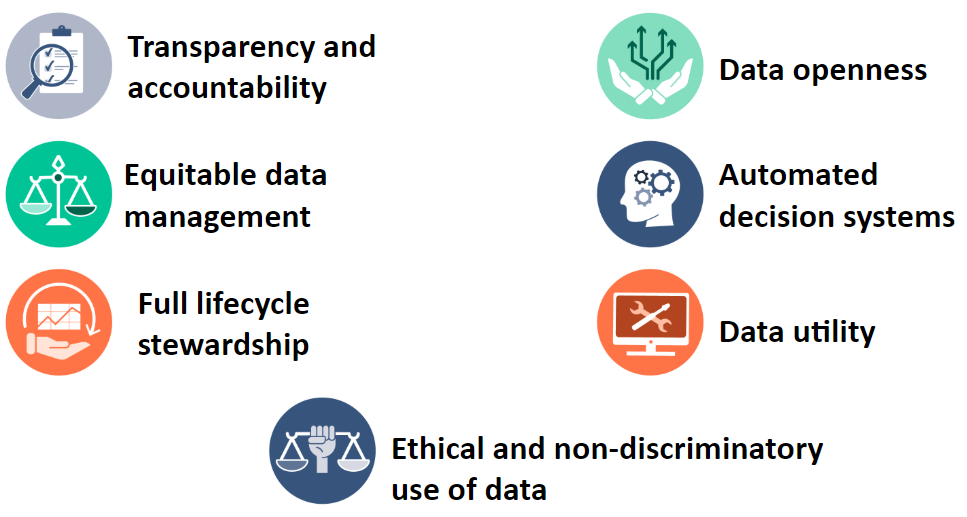 Transparency and
accountability
Data openness
Equitable data
management
Automated
decision systems
Full lifecycle
stewardship
Data utility
Ethical and non-discriminatory
use of data